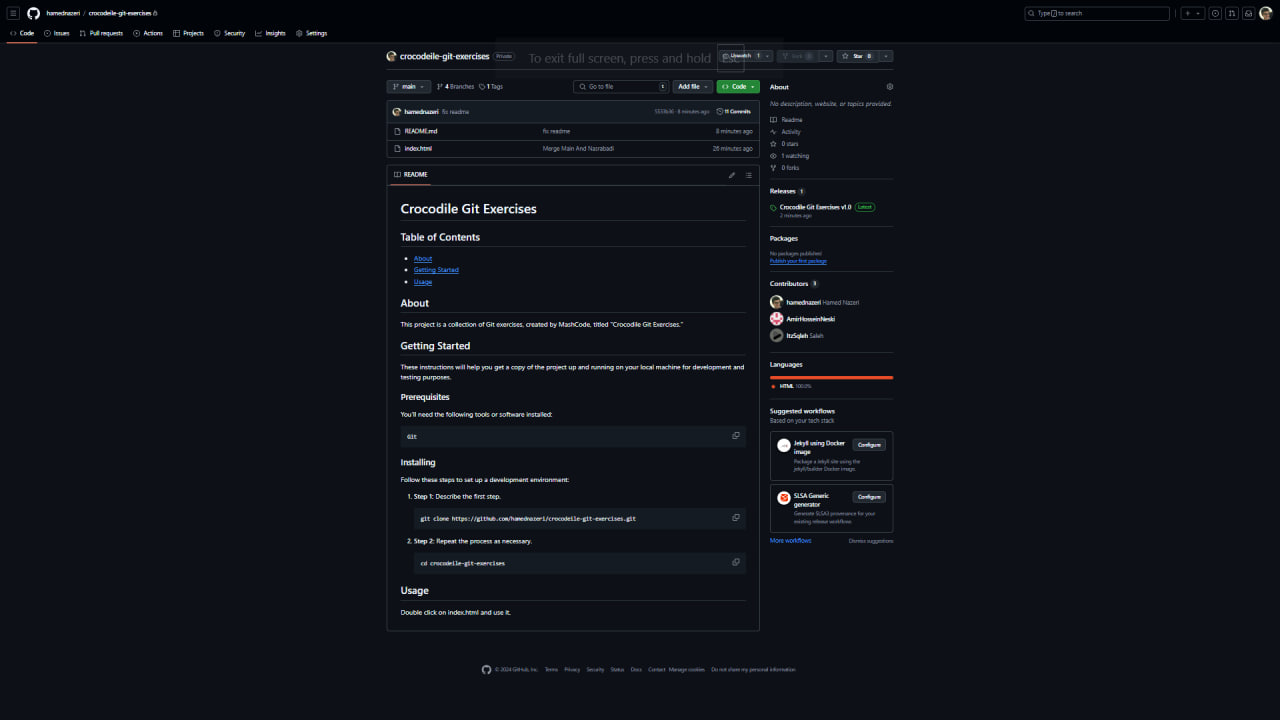 hamednazeri / crocodeile-git-exercises
Type / to search
Code Issues Pull requests Actions Projects Security Insights Settings
To exit full screen, press and hold Esc
crocodeile-git-exercises Private
Unwatch 1 Fork 0 Star 0
main 4 Branches 1 Tags
Go to file
Add file
Code
hamednazeri fix readme
8 minutes ago 11 Commits
README.md fix readme 8 minutes ago
index.html Merge Main And Nasrabadi 26 minutes ago
README
Crocodile Git Exercises
Table of Contents
About
Getting Started
Usage
About
This project is a collection of Git exercises, created by MashCode, titled "Crocodile Git Exercises."
Getting Started
These instructions will help you get a copy of the project up and running on your local machine for development and
testing purposes.
Prerequisites
You'll need the following tools or software installed:
Git
Installing
Follow these steps to set up a development environment:
1. Step 1: Describe the first step.
git clone https://github.com/hamednazeri/crocodeile-git-exercises.git
2. Step 2: Repeat the process as necessary.
cd crocodeile-git-exercises
Usage
Double click on index.html and use it.
About
No description, website, or topics provided.
Readme
Activity
0 stars
1 watching
0 forks
Releases 1
Crocodile Git Exercises v1.0 Latest
2 minutes ago
Packages
No packages published
Publish your first package
Contributors 3
hamednazeri Hamed Nazeri
AmirHosseinNeski
ItzSqleh Saleh
Languages
HTML 100.0%
Suggested workflows
Based on your tech stack
Jekyll using Docker
image
Configure
Package a Jekyll site using the
jekyll/builder Docker image.
SLSA Generic
generator
Configure
Generate SLSA3 provenance for your
existing release workflows.
More workflows
Dismiss suggestions
© 2024 GitHub, Inc. Terms Privacy Security Status Docs Contact Manage cookies Do not share my personal information